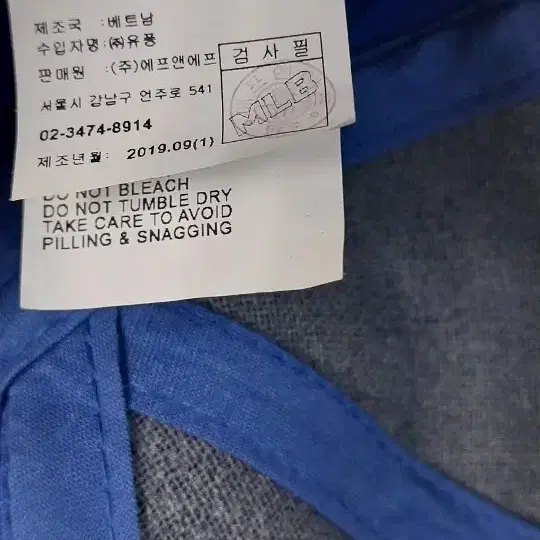 제조국 :베트남
수입자명:㈜유풍
판매원 :(주)에프앤에프
서울시 강남구 언주로 541
02-3474-8914
제조년월: 2019.09(1)
검사필
MLB
DO NOT BLEACH
DO NOT TUMBLE DRY
TAKE CARE TO AVOID
PILLING & SNAGGING